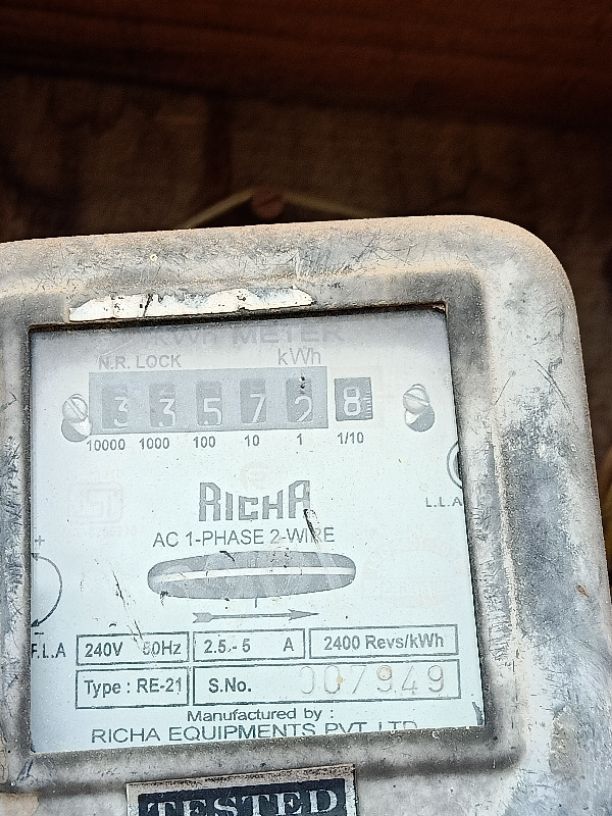 kWh METER
N.R. LOCK kWh
3 3 5 7 2 8
10000 1000 100 10 1 1/10
RICHA
L.L.A
AC 1-PHASE 2-WIRE
+
-
F.L.A
240V 50Hz 2.5-5 A 2400 Revs/kWh
Type : RE-21 S.No. 007949
Manufactured by :
RICHA EQUIPMENTS PVT. LTD.
TESTED